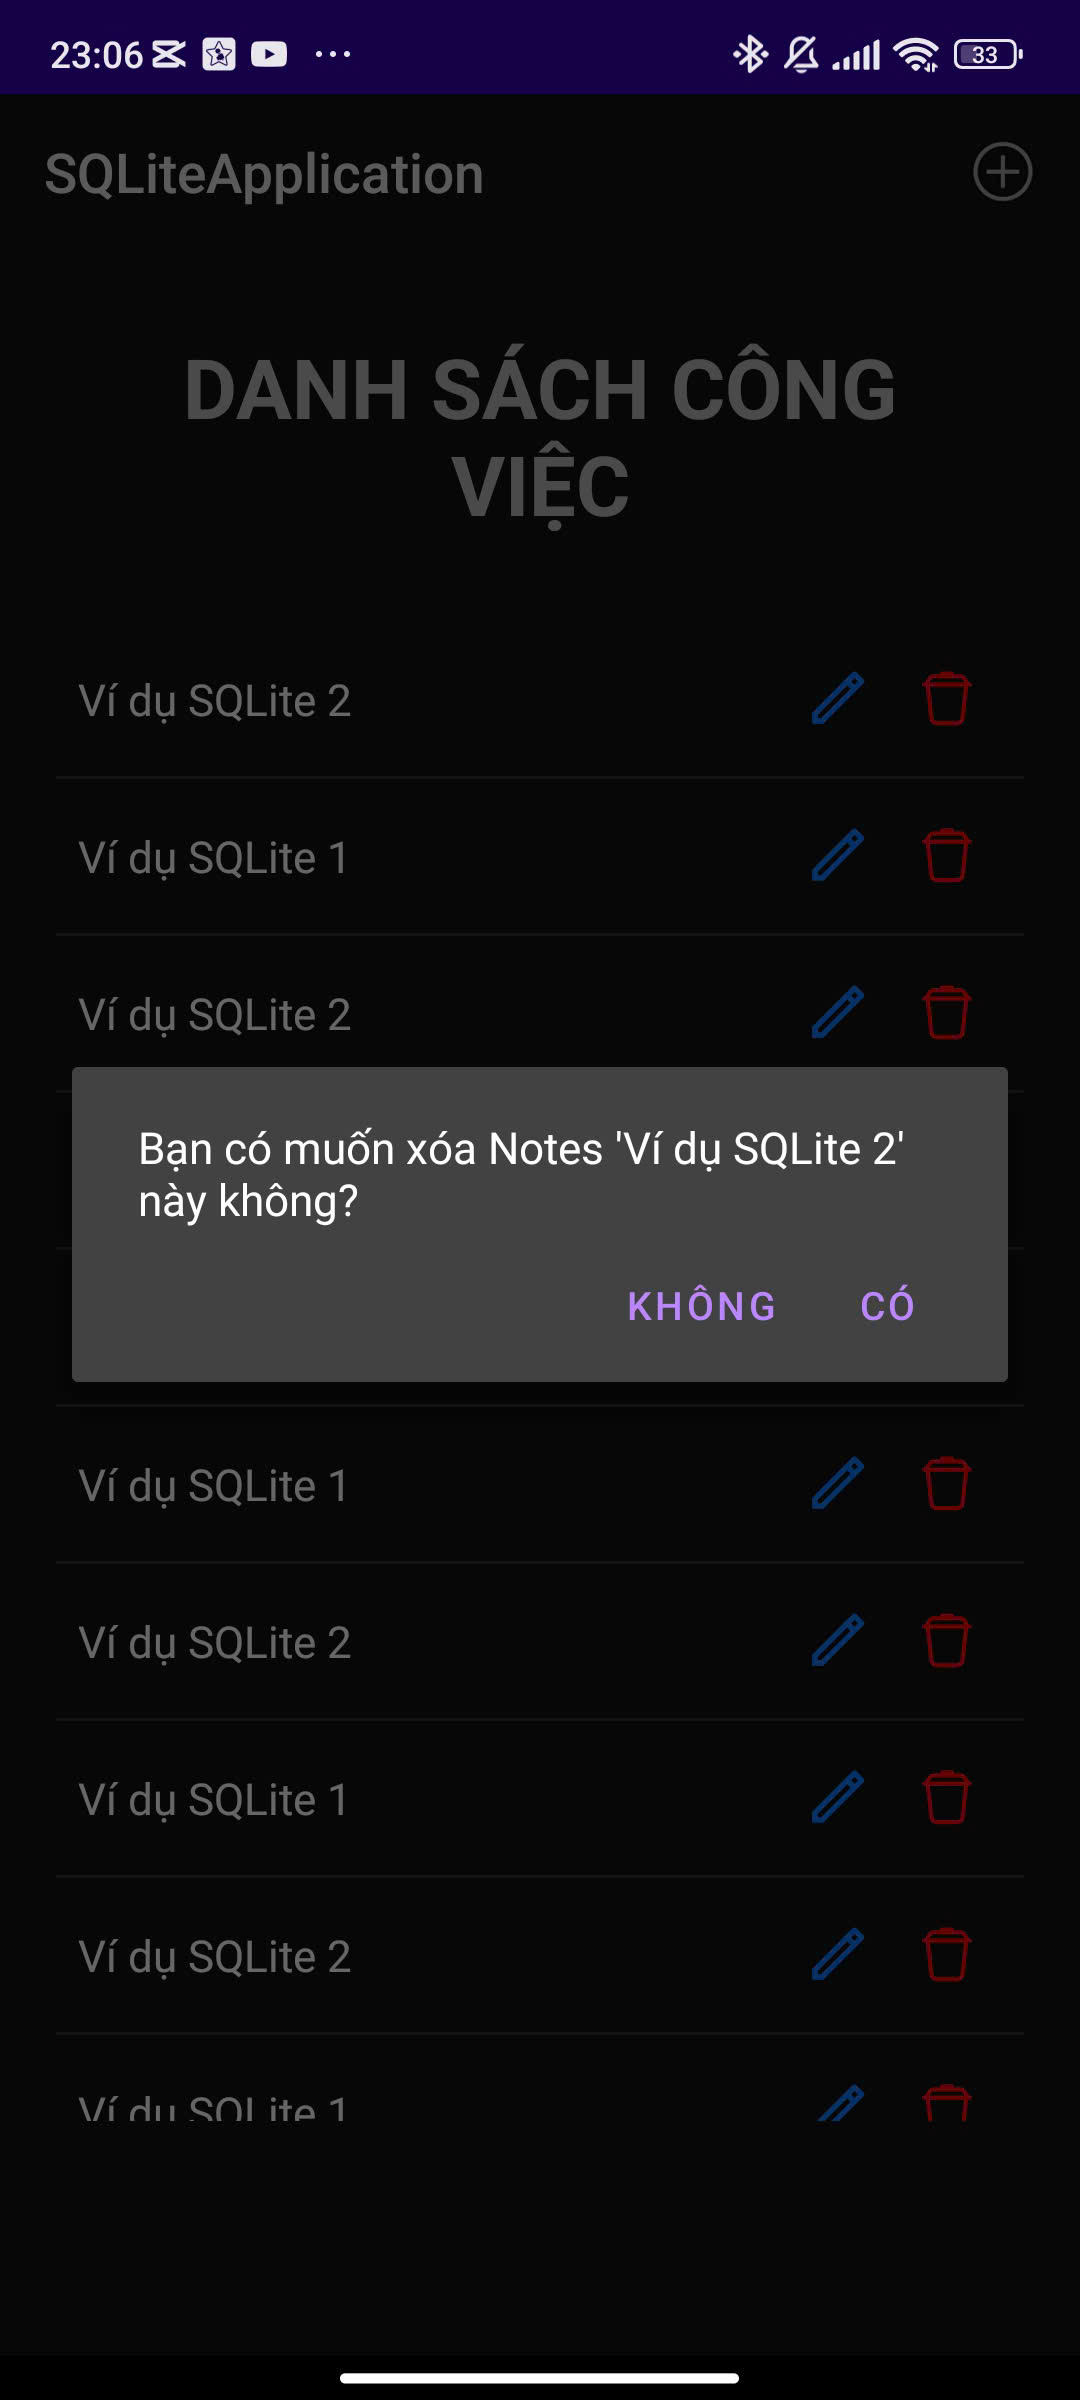 23:06
33
SQLiteApplication
DANH SÁCH CÔNG
VIỆC
Ví dụ SQLite 2
Ví dụ SQLite 1
Ví dụ SQLite 2
Bạn có muốn xóa Notes 'Ví dụ SQLite 2'
này không?
KHÔNG CÓ
Ví dụ SQLite 1
Ví dụ SQLite 2
Ví dụ SQLite 1
Ví dụ SQLite 2
Ví dụ SQLite 1